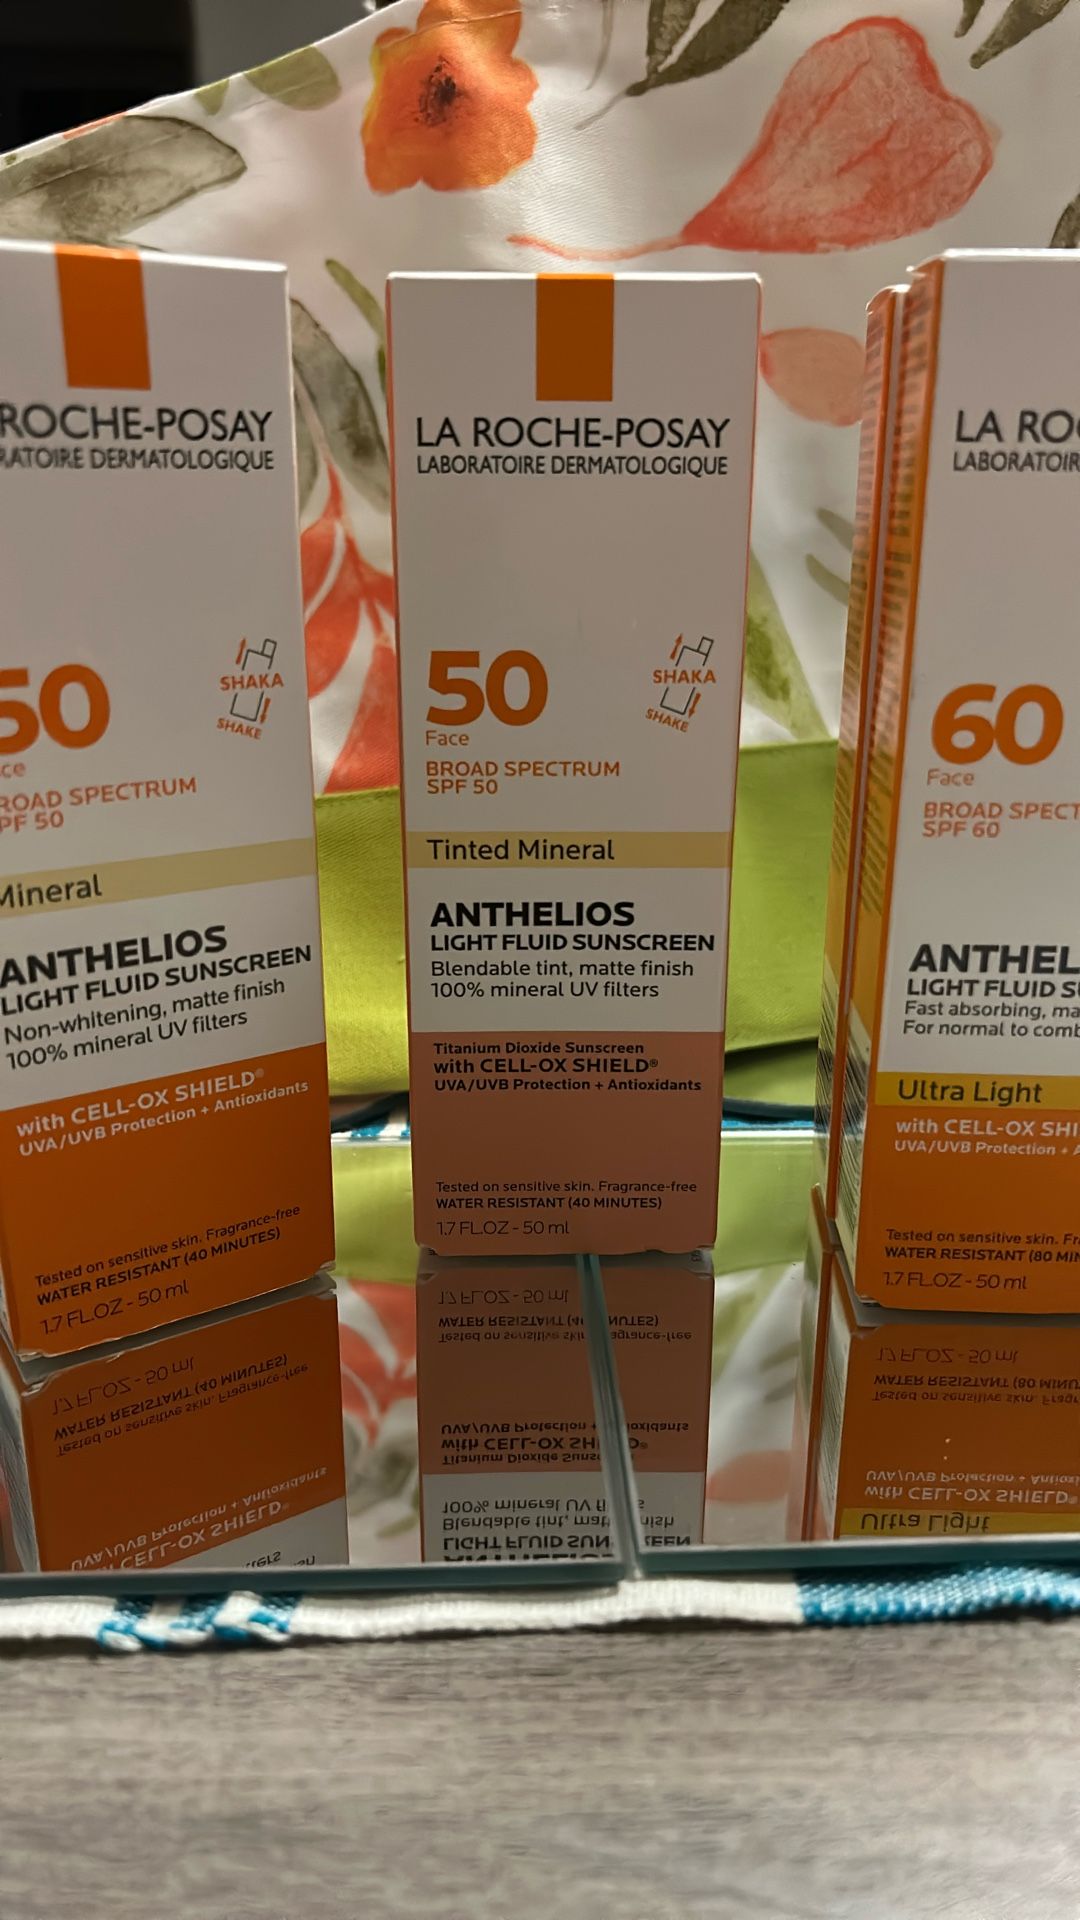 ROCHE-POSAY
RATOIRE DERMATOLOGIQUE
50
ce
ROAD SPECTRUM
PF 50
SHAKA
SHAKE
Mineral
ANTHELIOS
LIGHT FLUID SUNSCREEN
Non-whitening, matte finish
100% mineral UV filters
with CELL-OX SHIELD®
UVA/UVB Protection + Antioxidants
Tested on sensitive skin. Fragrance-free
WATER RESISTANT (40 MINUTES)
1.7 FL.OZ - 50 ml
LA ROCHE-POSAY
LABORATOIRE DERMATOLOGIQUE
50
Face
BROAD SPECTRUM
SPF 50
SHAKA
SHAKE
Tinted Mineral
ANTHELIOS
LIGHT FLUID SUNSCREEN
Blendable tint, matte finish
100% mineral UV filters
Titanium Dioxide Sunscreen
with CELL-OX SHIELD®
UVA/UVB Protection + Antioxidants
Tested on sensitive skin. Fragrance-free
WATER RESISTANT (40 MINUTES)
1.7 FL.OZ - 50 ml
LA RO
LABORATOIR
60
Face
BROAD SPECT
SPF 60
ANTHEL
LIGHT FLUID S
Fast absorbing, ma
For normal to comb
Ultra Light
with CELL-OX SHI
UVA/UVB Protection +
Tested on sensitive skin. Fr
WATER RESISTANT (80 MIN
1.7 FL.OZ - 50 ml